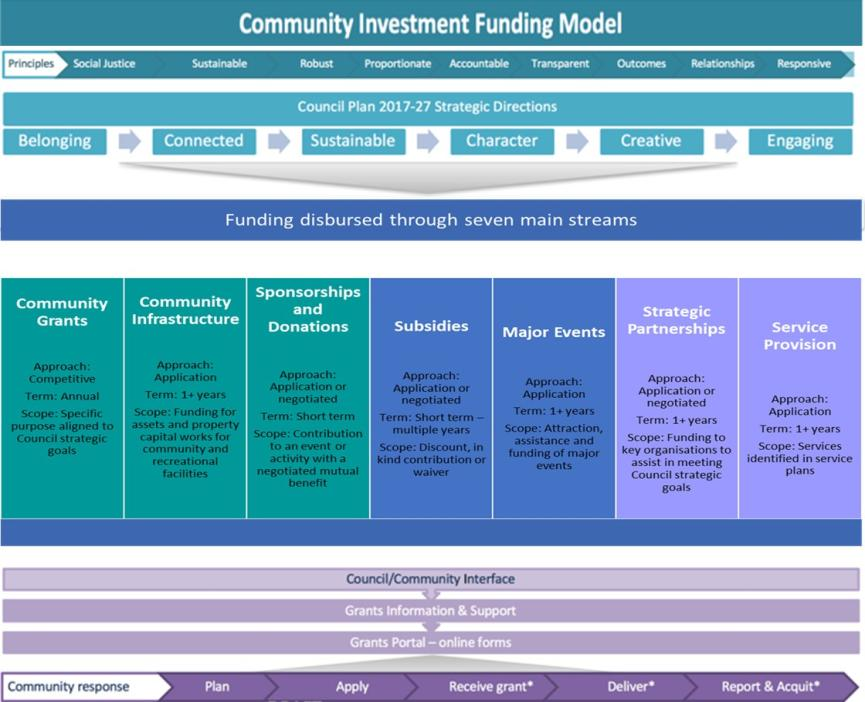 Community Investment Funding Model
Principles Social Justice Sustainable Robust Proportionate Accountable Transparent Outcomes Relationships Responsive
Council Plan 2017-27 Strategic Directions
Belonging Connected Sustainable Character Creative Engaging
Funding disbursed through seven main streams
Community
Grants
Approach:
Competitive
Term: Annual
Scope: Specific
purpose aligned to
Council strategic
goals
Community
Infrastructure
Approach:
Application
Term: 1+ years
Scope: Funding for
assets and property
capital works for
community and
recreational
facilities
Sponsorships
and
Donations
Approach:
Application or
negotiated
Term: Short term
Scope: Contribution
to an event or
activity with a
negotiated mutual
benefit
Subsidies
Approach:
Application or
negotiated
Term: Short term –
multiple years
Scope: Discount, in
kind contribution or
waiver
Major Events
Approach:
Application
Term: 1+ years
Scope: Attraction,
assistance and
funding of major
events
Strategic
Partnerships
Approach:
Application or
negotiated
Term: 1+ years
Scope: Funding to
key organisations to
assist in meeting
Council strategic
goals
Service
Provision
Approach:
Application
Term: 1+ years
Scope: Services
identified in service
plans
Council/Community Interface
Grants Information & Support
Grants Portal – online forms
Community response Plan Apply Receive grant* Deliver* Report & Acquit*